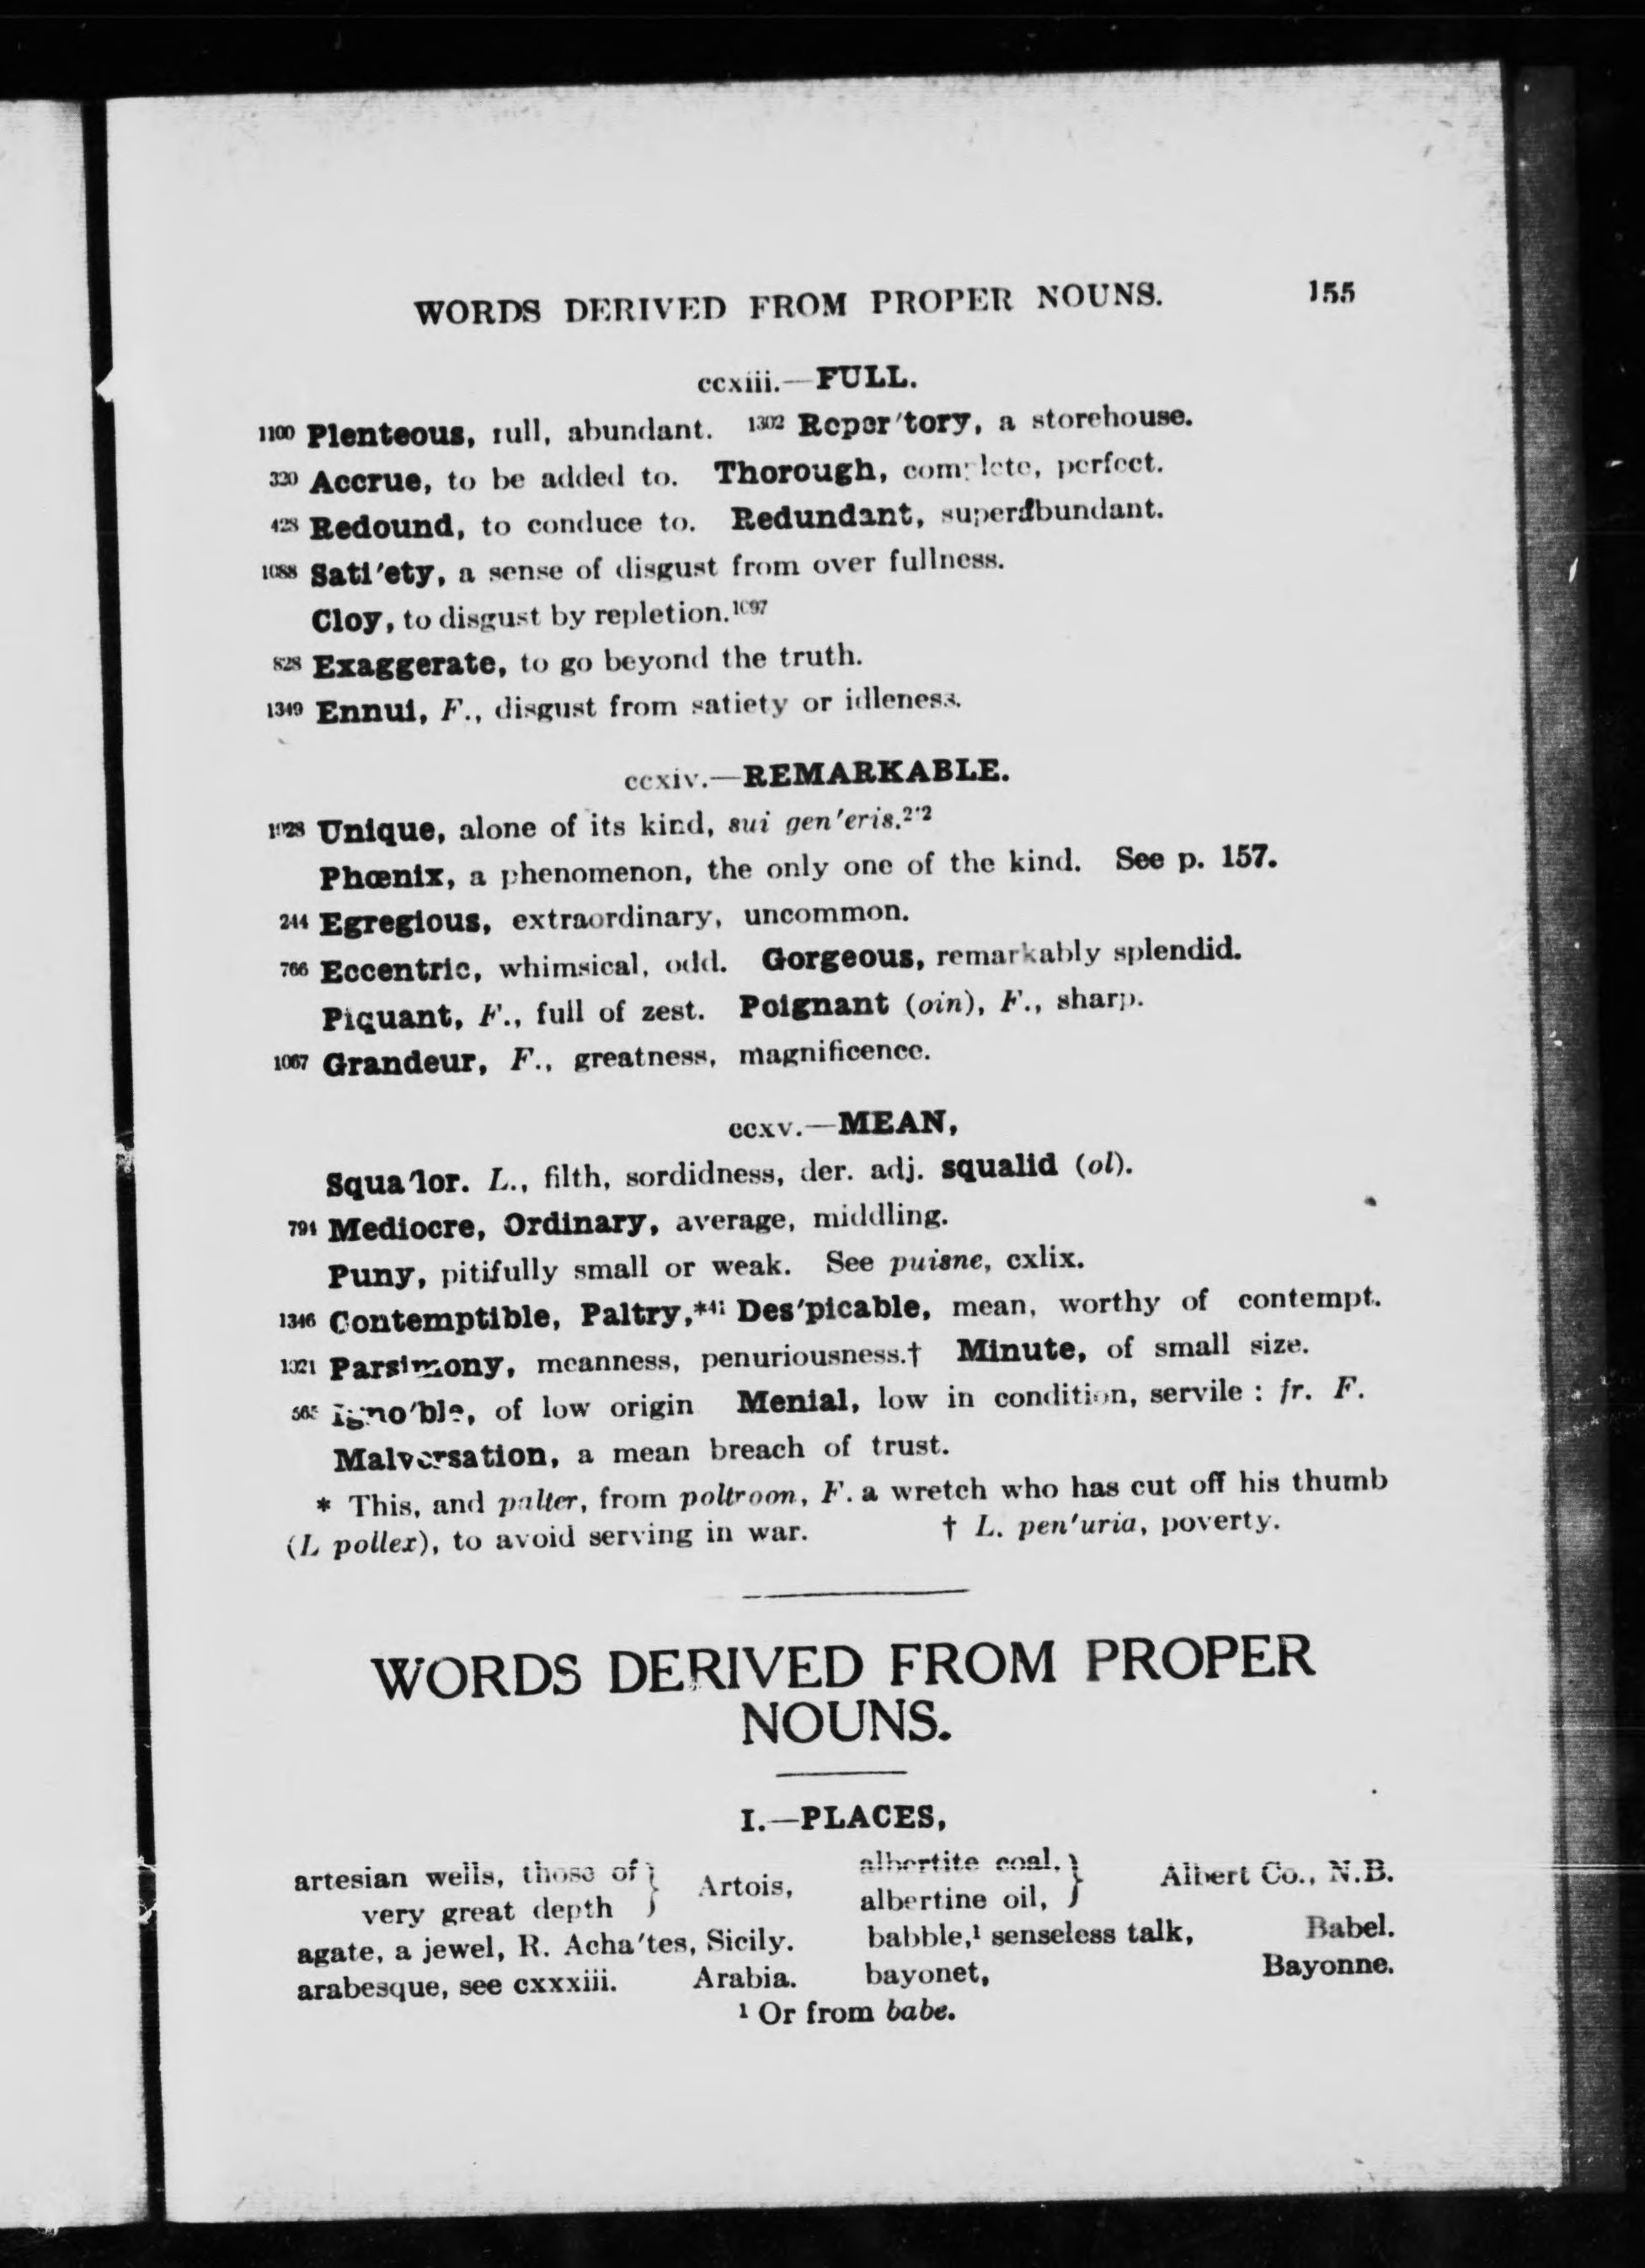 WORDS DERIVED FROM PROPER NOUNS. 155
ccxiii.—FULL.
1100 Plenteous, full, abundant. 1302 Reper'tory, a storehouse.
320 Accrue, to be added to. Thorough, complete, perfect.
428 Redound, to conduce to. Redundant, superabundant.
1088 Sati'ety, a sense of disgust from over fullness.
Cloy, to disgust by repletion.1097
828 Exaggerate, to go beyond the truth.
1349 Ennui, F., disgust from satiety or idleness.
ccxiv.—REMARKABLE.
1028 Unique, alone of its kind, sui gen'eris.
Phœnix, a phenomenon, the only one of the kind. See p. 157.
244 Egregious, extraordinary, uncommon.
766 Eccentric, whimsical, odd. Gorgeous, remarkably splendid.
Piquant, F., full of zest. Poignant (oin), F., sharp.
1067 Grandeur, F., greatness, magnificence.
ccxv.—MEAN,
Squa'lor. L., filth, sordidness, der. adj. squalid (ol).
794 Mediocre, Ordinary, average, middling.
Puny, pitifully small or weak. See puisne, cxlix.
1346 Contemptible, Paltry,* Des'picable, mean, worthy of contempt.
1021 Parsimony, meanness, penuriousness.† Minute, of small size.
Igno'ble, of low origin Menial, low in condition, servile : fr. F.
Malversation, a mean breach of trust.
* This, and palter, from poltroon, F. a wretch who has cut off his thumb
(L pollex), to avoid serving in war. † L. pen'uria, poverty.
WORDS DERIVED FROM PROPER
NOUNS.
I.—PLACES,
artesian wells, those of } Artois,
very great depth
agate, a jewel, R. Acha'tes, Sicily.
arabesque, see cxxxiii. Arabia.
albertite coal, } Albert Co., N.B.
albertine oil,
babble,¹ senseless talk, Babel.
bayonet, Bayonne.
¹ Or from babe.